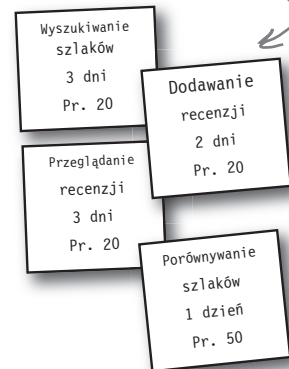 Wyszukiwanie
szlaków
3 dni
Pr. 20
Dodawanie
recenzji
2 dni
Pr. 20
Przeglądanie
recenzji
3 dni
Pr. 20
Porównywanie
szlaków
1 dzień
Pr. 50